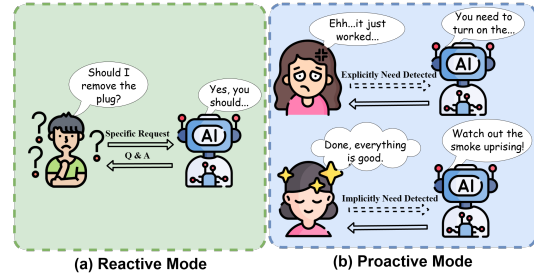 Should I
remove the
plug?
Yes, you
should...
AI
Specific Request
Q & A
? ? ? ?
(a) Reactive Mode
Ehh...it just
worked...
You need to
turn on the...
AI
Explicitly Need Detected
Done, everything
is good.
Watch out the
smoke uprising!
AI
Implicitly Need Detected
(b) Proactive Mode